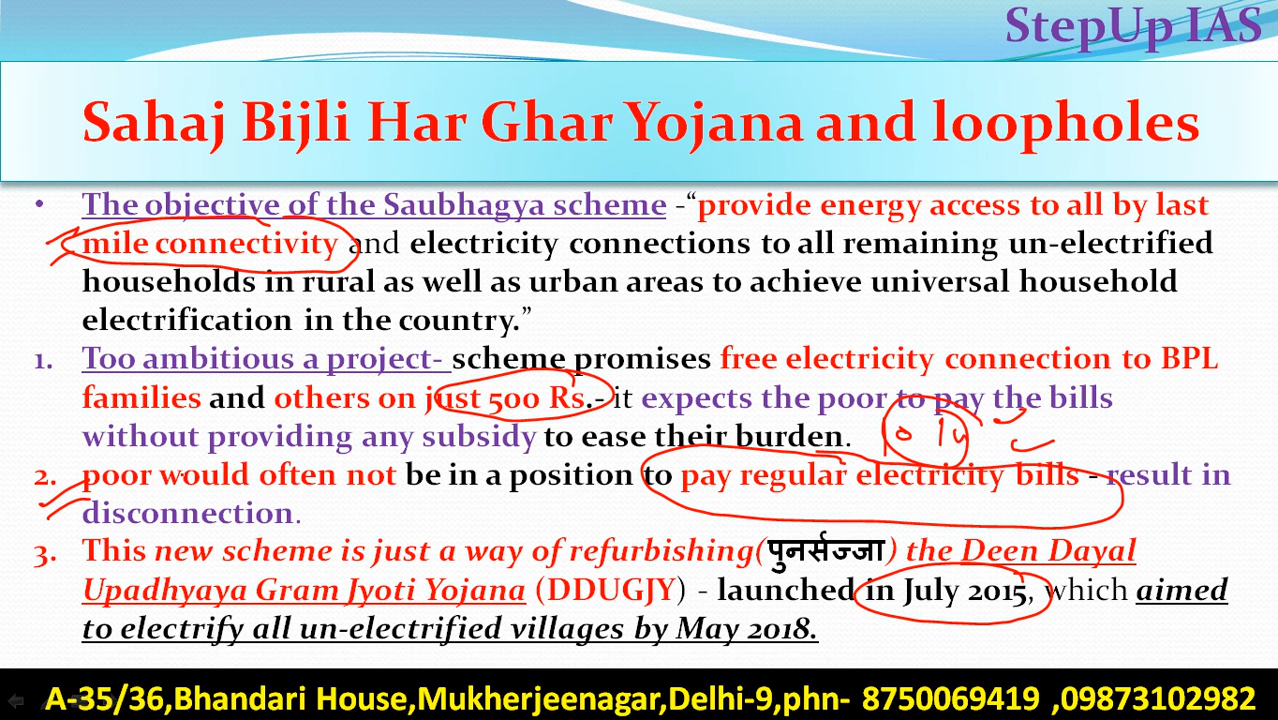 StepUp IAS
Sahaj Bijli Har Ghar Yojana and loopholes
• The objective of the Saubhagya scheme -“provide energy access to all by last
mile connectivity and electricity connections to all remaining un-electrified
households in rural as well as urban areas to achieve universal household
electrification in the country.”
1. Too ambitious a project- scheme promises free electricity connection to BPL
families and others on just 500 Rs.- it expects the poor to pay the bills
without providing any subsidy to ease their burden.
2. poor would often not be in a position to pay regular electricity bills - result in
disconnection.
3. This new scheme is just a way of refurbishing(पुनर्सज्जा) the Deen Dayal
Upadhyaya Gram Jyoti Yojana (DDUGJY) - launched in July 2015, which aimed
to electrify all un-electrified villages by May 2018.
A-35/36,Bhandari House,Mukherjeenagar,Delhi-9,phn- 8750069419 ,09873102982